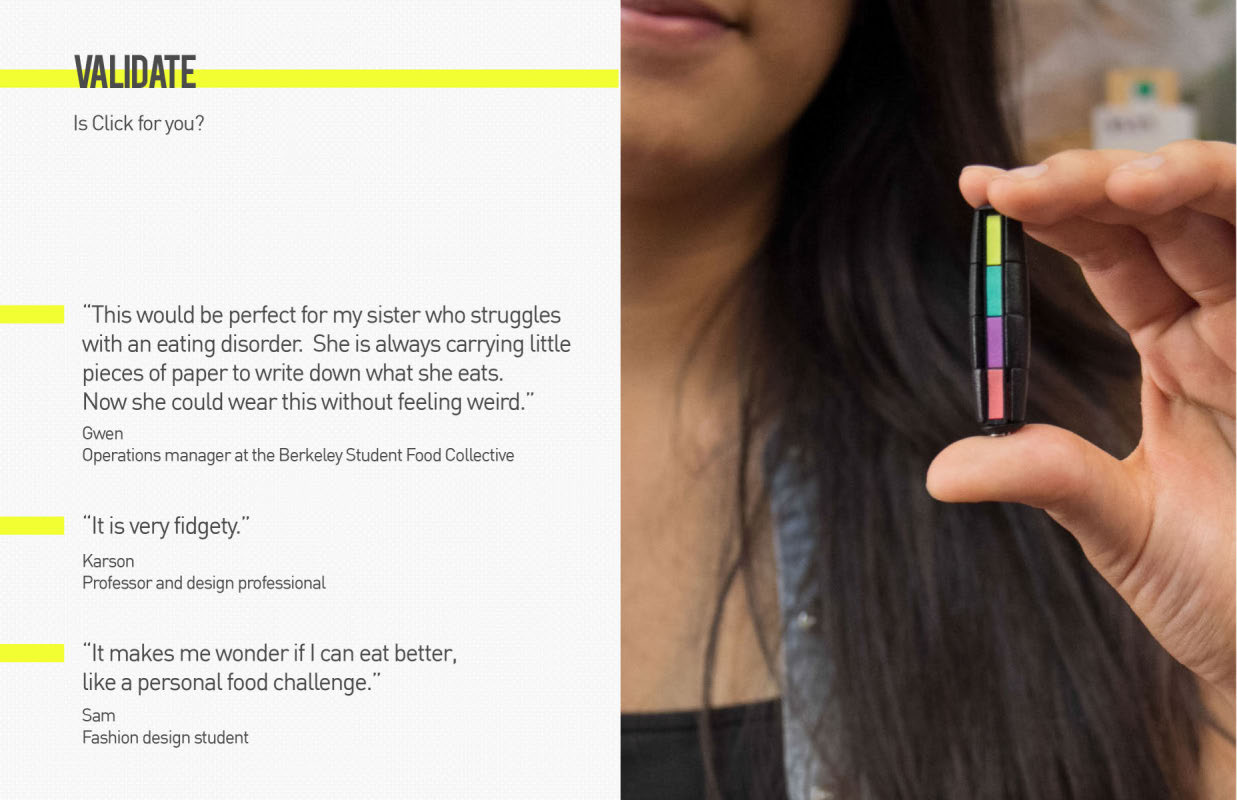 VALIDATE
Is Click for you?
“This would be perfect for my sister who struggles
with an eating disorder.  She is always carrying little
pieces of paper to write down what she eats.
Now she could wear this without feeling weird.”
Gwen
Operations manager at the Berkeley Student Food Collective
“It is very fidgety.”
Karson
Professor and design professional
“It makes me wonder if I can eat better,
like a personal food challenge.”
Sam
Fashion design student